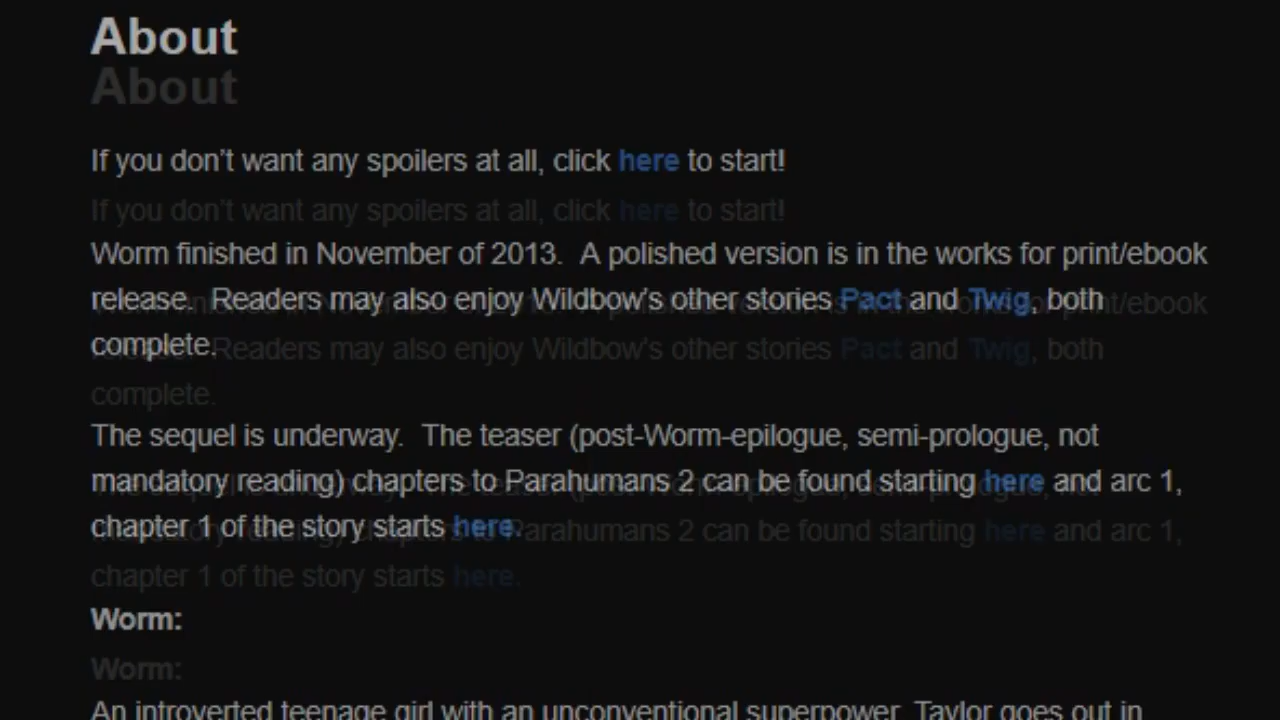 About
If you don’t want any spoilers at all, click here to start!
Worm finished in November of 2013.  A polished version is in the works for print/ebook
release.  Readers may also enjoy Wildbow’s other stories Pact and Twig, both
complete.
The sequel is underway.  The teaser (post-Worm-epilogue, semi-prologue, not
mandatory reading) chapters to Parahumans 2 can be found starting here and arc 1,
chapter 1 of the story starts here.
Worm:
An introverted teenage girl with an unconventional superpower, Taylor goes out in